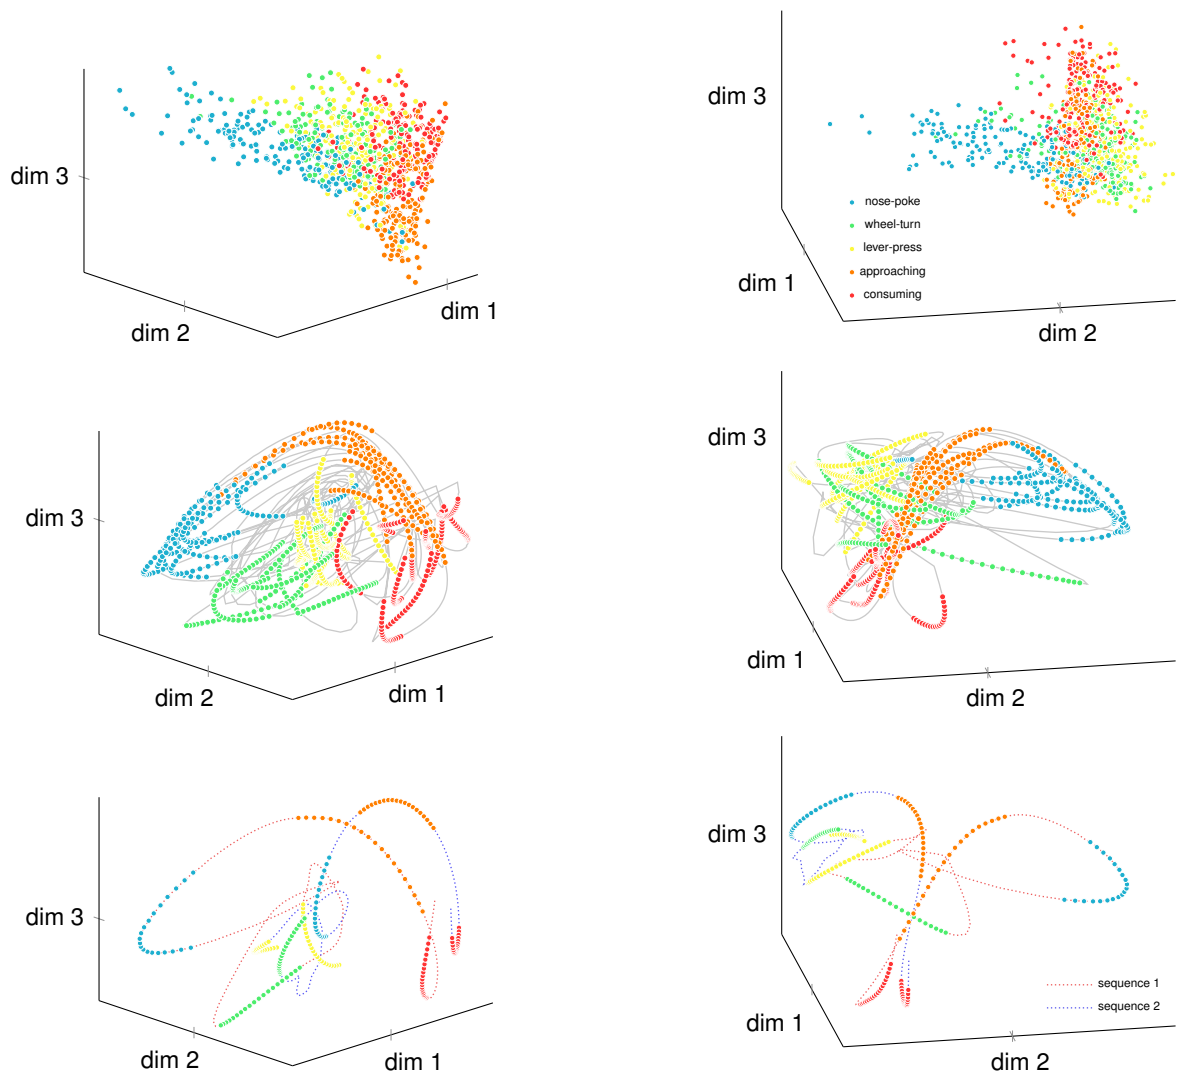 dim 3
dim 2
dim 1
dim 3
nose-poke
wheel-turn
lever-press
approaching
consuming
dim 1
dim 2
dim 3
dim 2
dim 1
dim 3
dim 1
dim 2
dim 3
dim 2
dim 1
dim 3
sequence 1
sequence 2
dim 1
dim 2